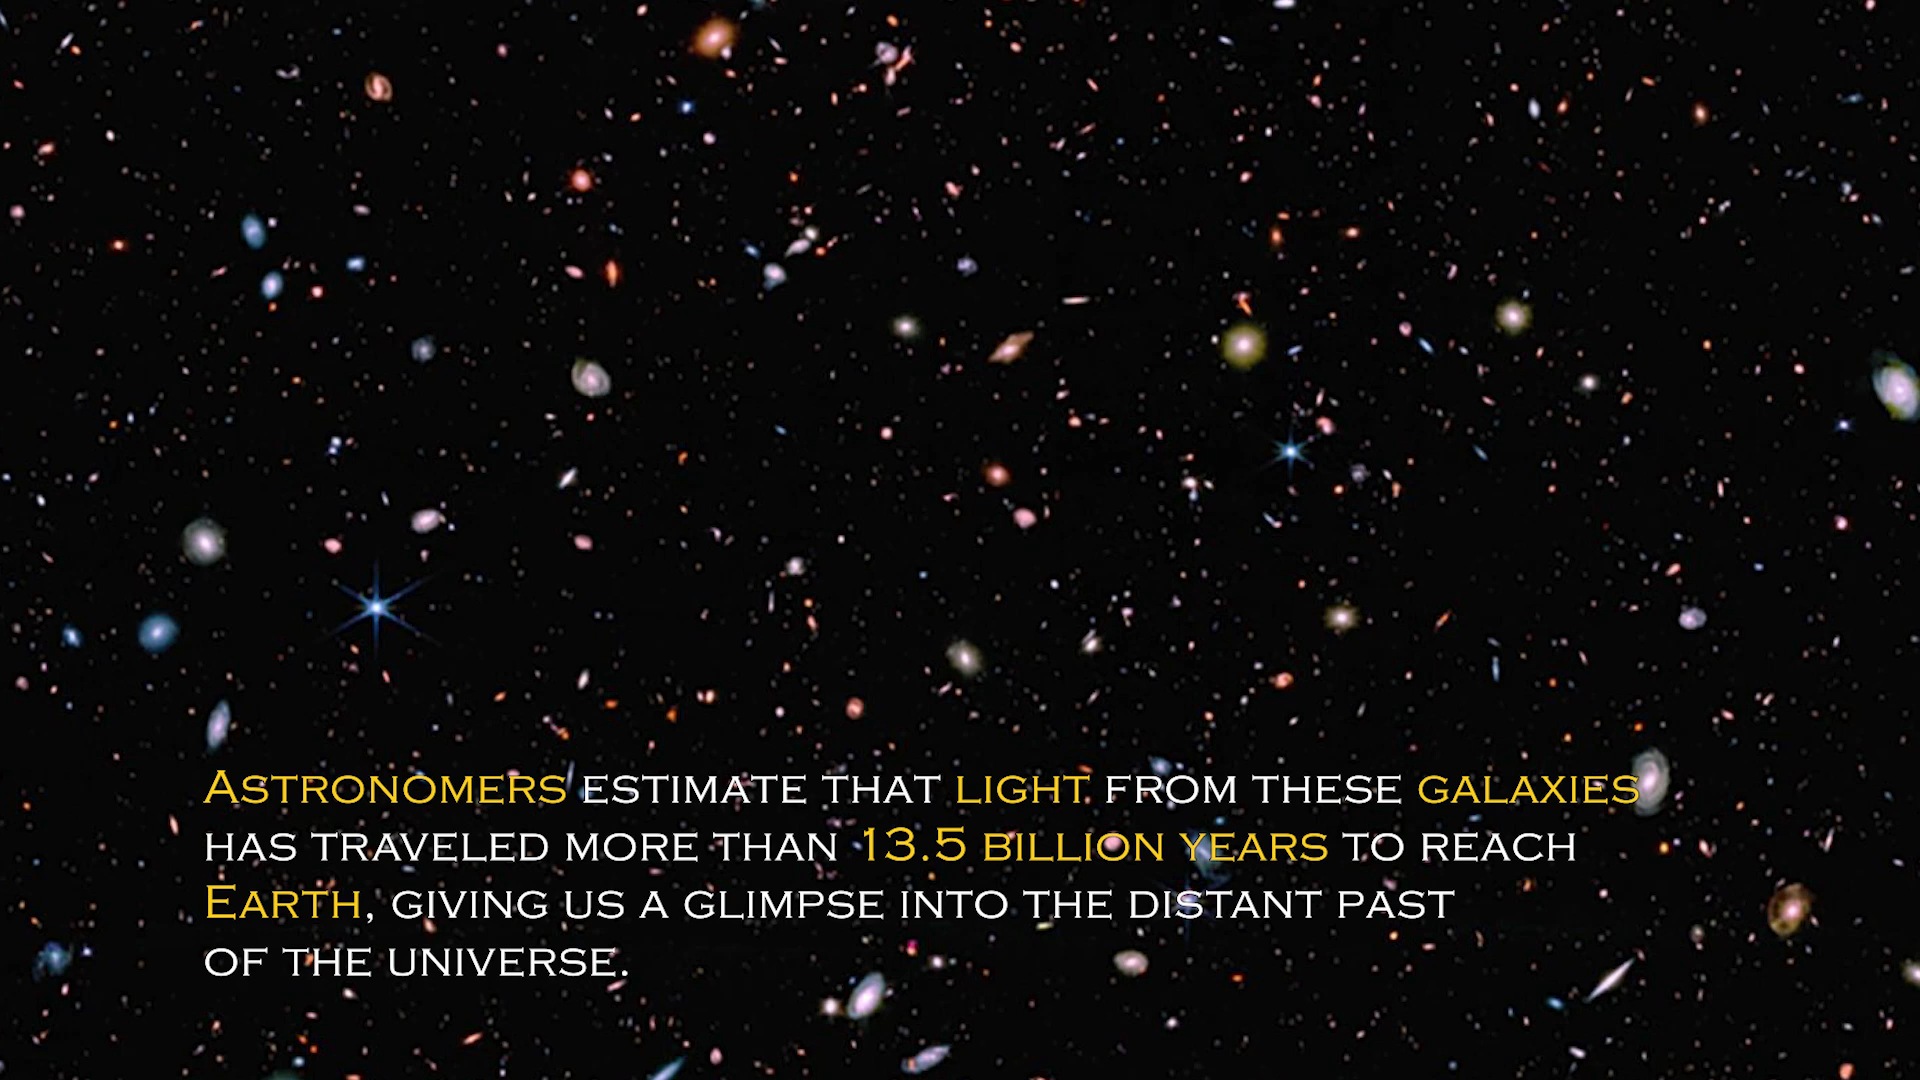 Astronomers estimate that light from these galaxies
has traveled more than 13.5 billion years to reach
Earth, giving us a glimpse into the distant past
of the universe.